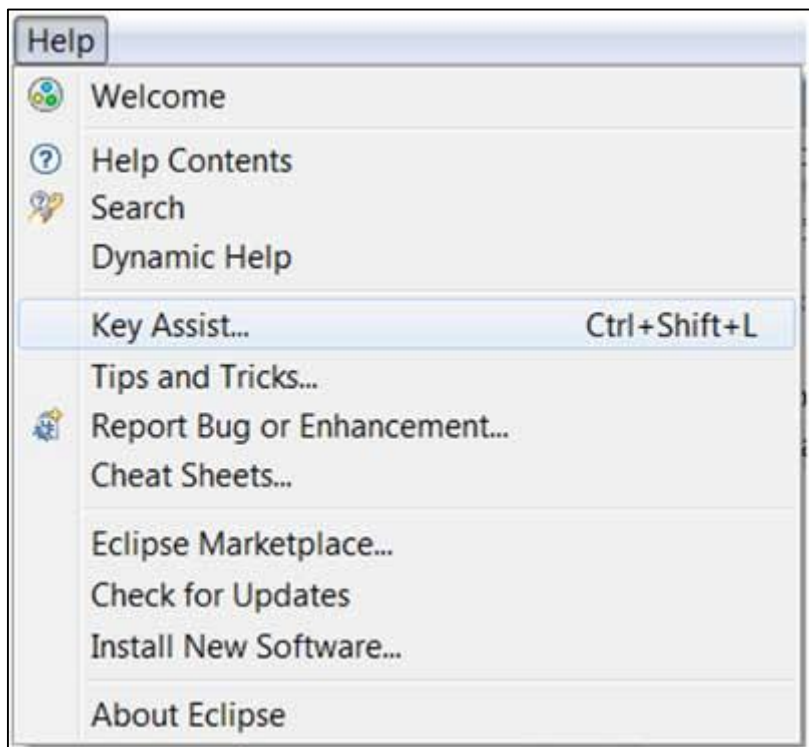 Help
Welcome
Help Contents
Search
Dynamic Help
Key Assist... Ctrl+Shift+L
Tips and Tricks...
Report Bug or Enhancement...
Cheat Sheets...
Eclipse Marketplace...
Check for Updates
Install New Software...
About Eclipse